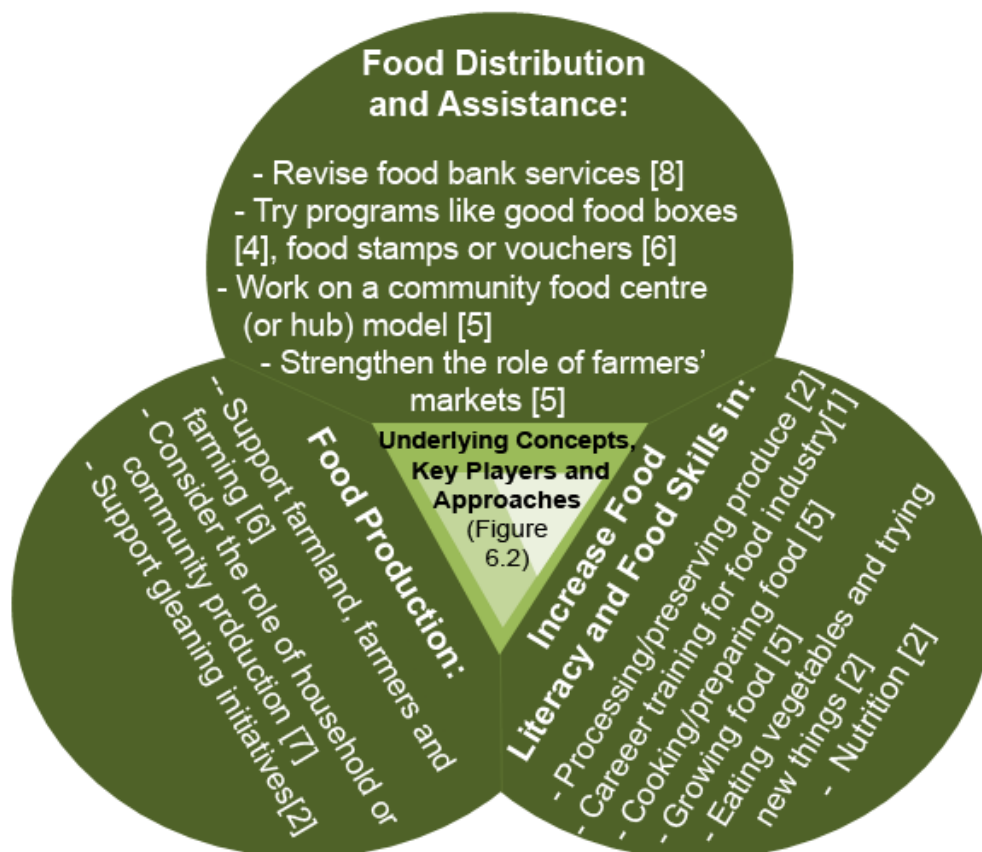 Food Distribution
and Assistance:
- Revise food bank services [8]
- Try programs like good food boxes
[4], food stamps or vouchers [6]
- Work on a community food centre
(or hub) model [5]
- Strengthen the role of farmers’
markets [5]
Underlying Concepts,
Key Players and
Approaches
(Figure
6.2)
Food Production:
-- Support farmland, farmers and
farming [6]
- Consider the role of household or
community prdduction [7]
- Support gleaning initiatives[2]
Increase Food
Literacy and Food Skills in:
- Processing/preserving produce [2]
- Careeer training for food industry[1]
- Cooking/preparing food [5]
- Growing food [5]
- Eating vegetables and trying
new things [2]
- Nutrition [2]